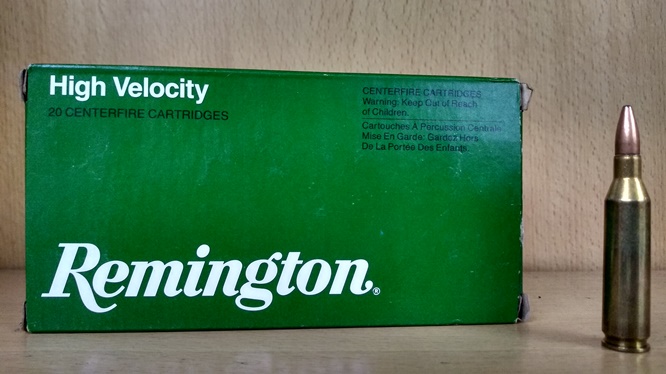 High Velocity
20 CENTERFIRE CARTRIDGES
CENTERFIRE CARTRIDGES
Warning: Keep Out of Reach
of Children.
Cartouches À Percussion Centrale
Mise En Garde: Gardez Hors
De La Portée Des Enfants.
Remington®